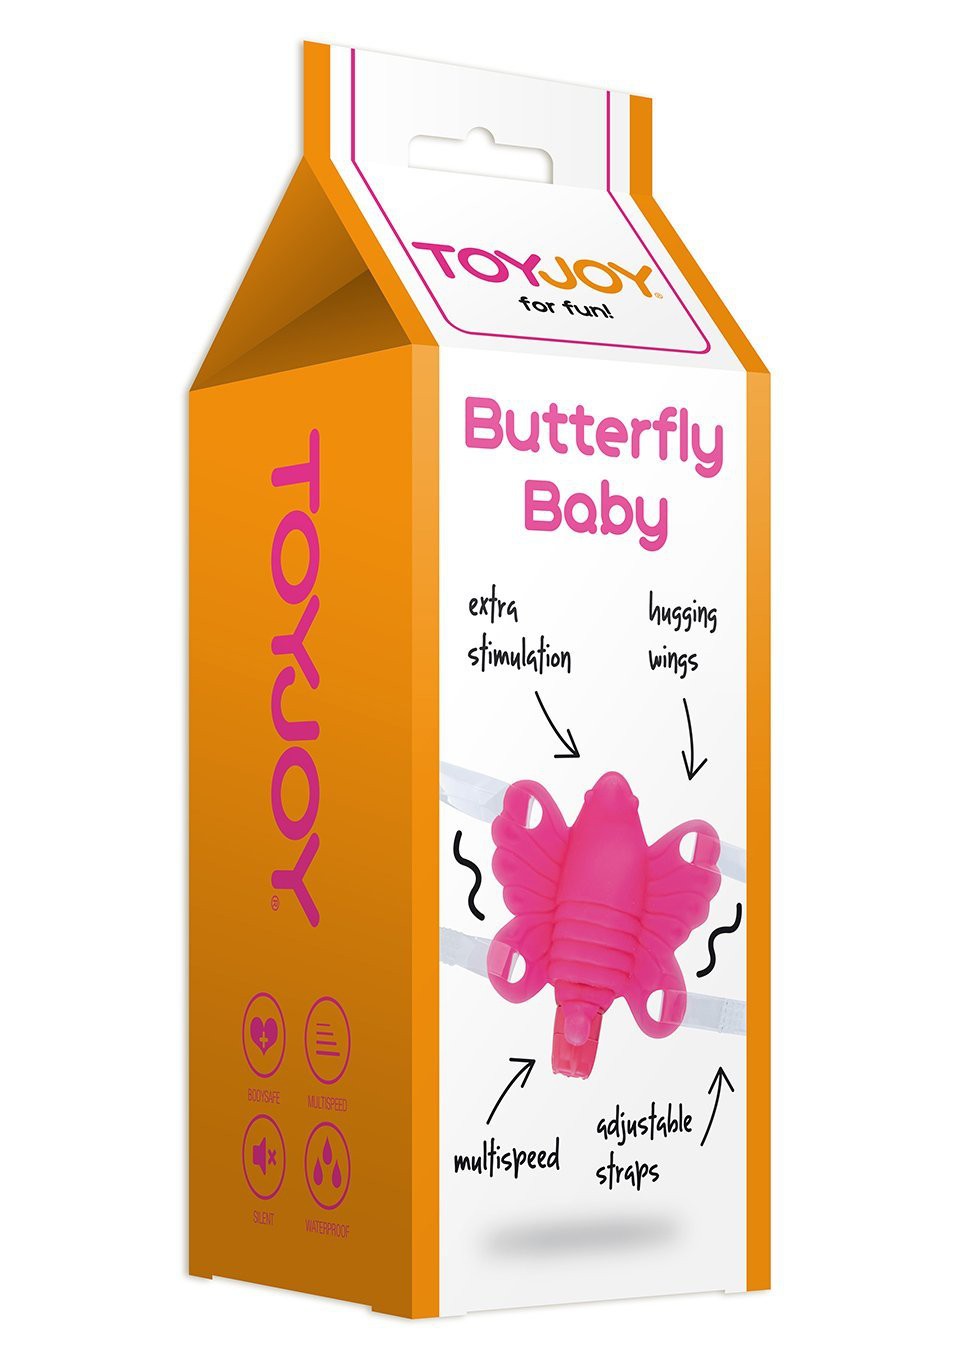 TOYJOY®
for fun!
Butterfly
Baby
extra
stimulation
hugging
wings
multispeed
adjustable
straps
TOYJOY®
BODYSAFE
MULTISPEED
SILENT
WATERPROOF